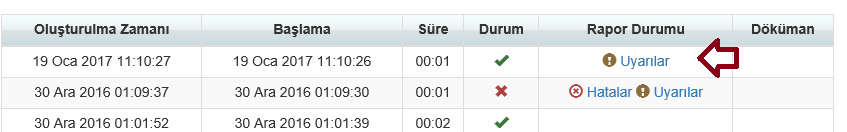 Oluşturulma Zamanı Başlama Süre Durum Rapor Durumu Döküman
19 Oca 2017 11:10:27 19 Oca 2017 11:10:26 00:01 Uyarılar
30 Ara 2016 01:09:37 30 Ara 2016 01:09:30 00:01 Hatalar Uyarılar
30 Ara 2016 01:01:52 30 Ara 2016 01:01:39 00:02